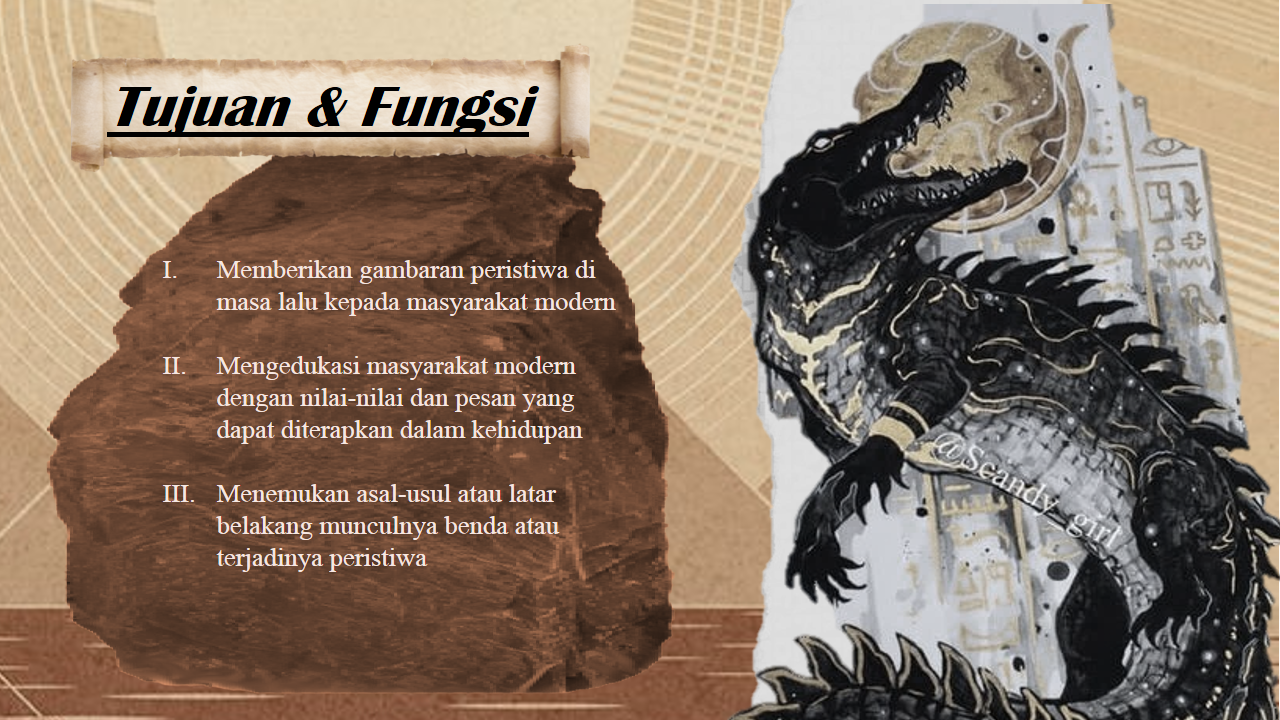 Tujuan & Fungsi
I. Memberikan gambaran peristiwa di
masa lalu kepada masyarakat modern
II. Mengedukasi masyarakat modern
dengan nilai-nilai dan pesan yang
dapat diterapkan dalam kehidupan
III. Menemukan asal-usul atau latar
belakang munculnya benda atau
terjadinya peristiwa
@Scandy_girl